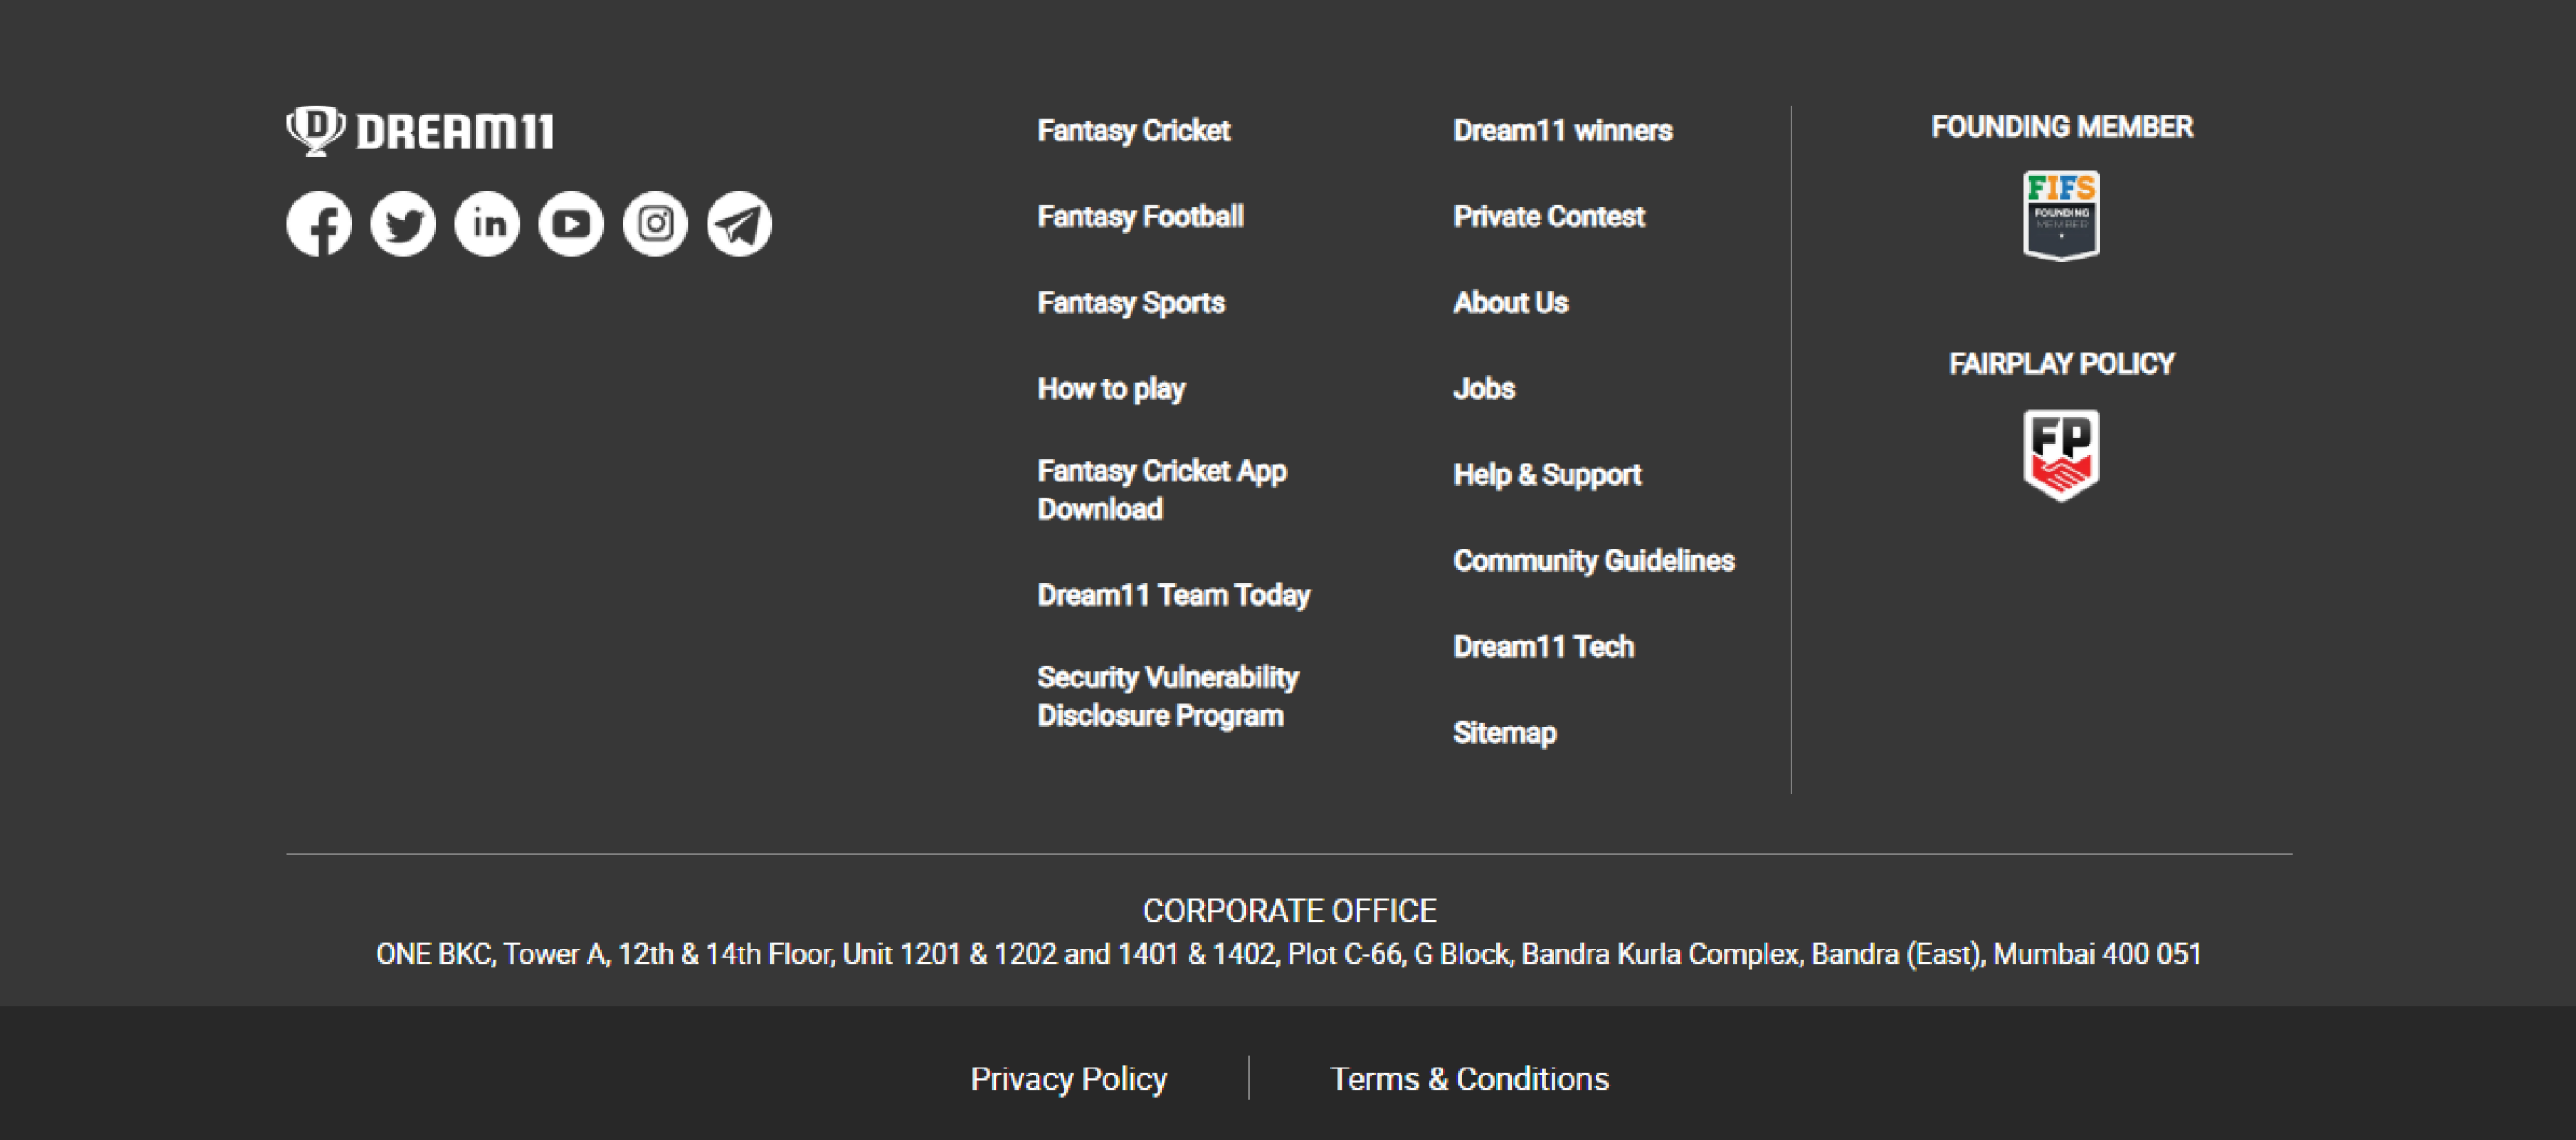 DREAM11
Fantasy Cricket
Fantasy Football
Fantasy Sports
How to play
Fantasy Cricket App
Download
Dream11 Team Today
Security Vulnerability
Disclosure Program
Dream11 winners
Private Contest
About Us
Jobs
Help & Support
Community Guidelines
Dream11 Tech
Sitemap
FOUNDING MEMBER
FIFS
FOUNDING
MEMBER
FAIRPLAY POLICY
FP
CORPORATE OFFICE
ONE BKC, Tower A, 12th & 14th Floor, Unit 1201 & 1202 and 1401 & 1402, Plot C-66, G Block, Bandra Kurla Complex, Bandra (East), Mumbai 400 051
Privacy Policy
Terms & Conditions